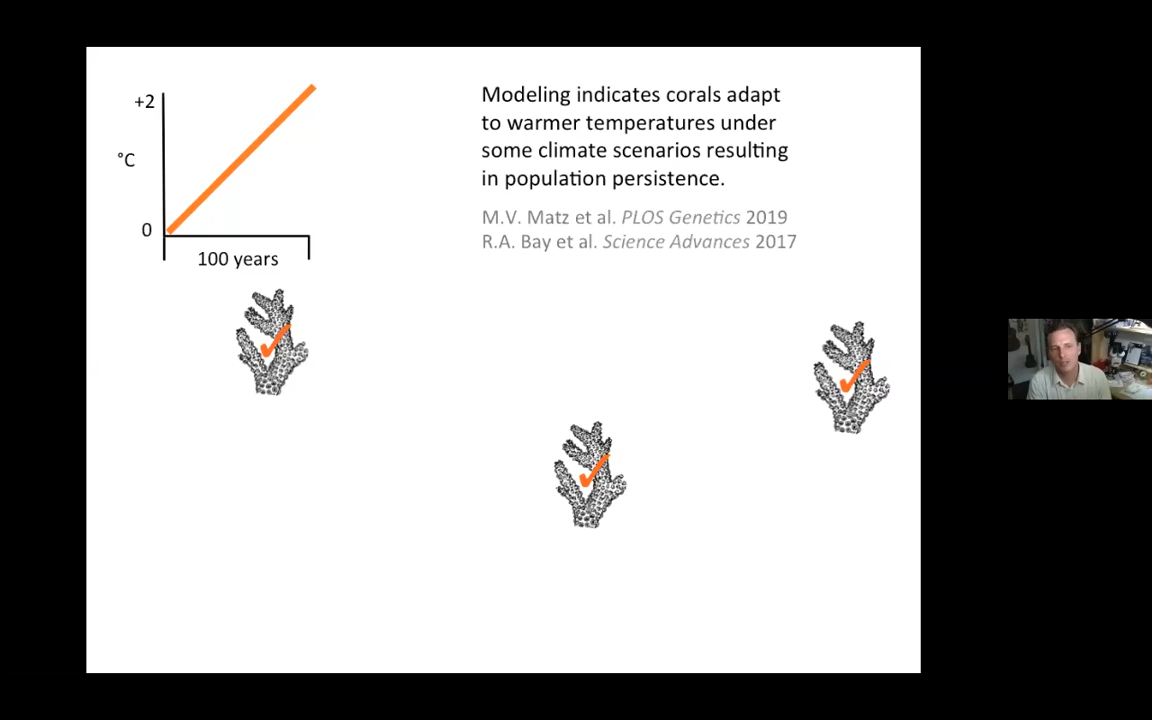 +2
°C
0
100 years
Modeling indicates corals adapt
to warmer temperatures under
some climate scenarios resulting
in population persistence.
M.V. Matz et al. PLOS Genetics 2019
R.A. Bay et al. Science Advances 2017